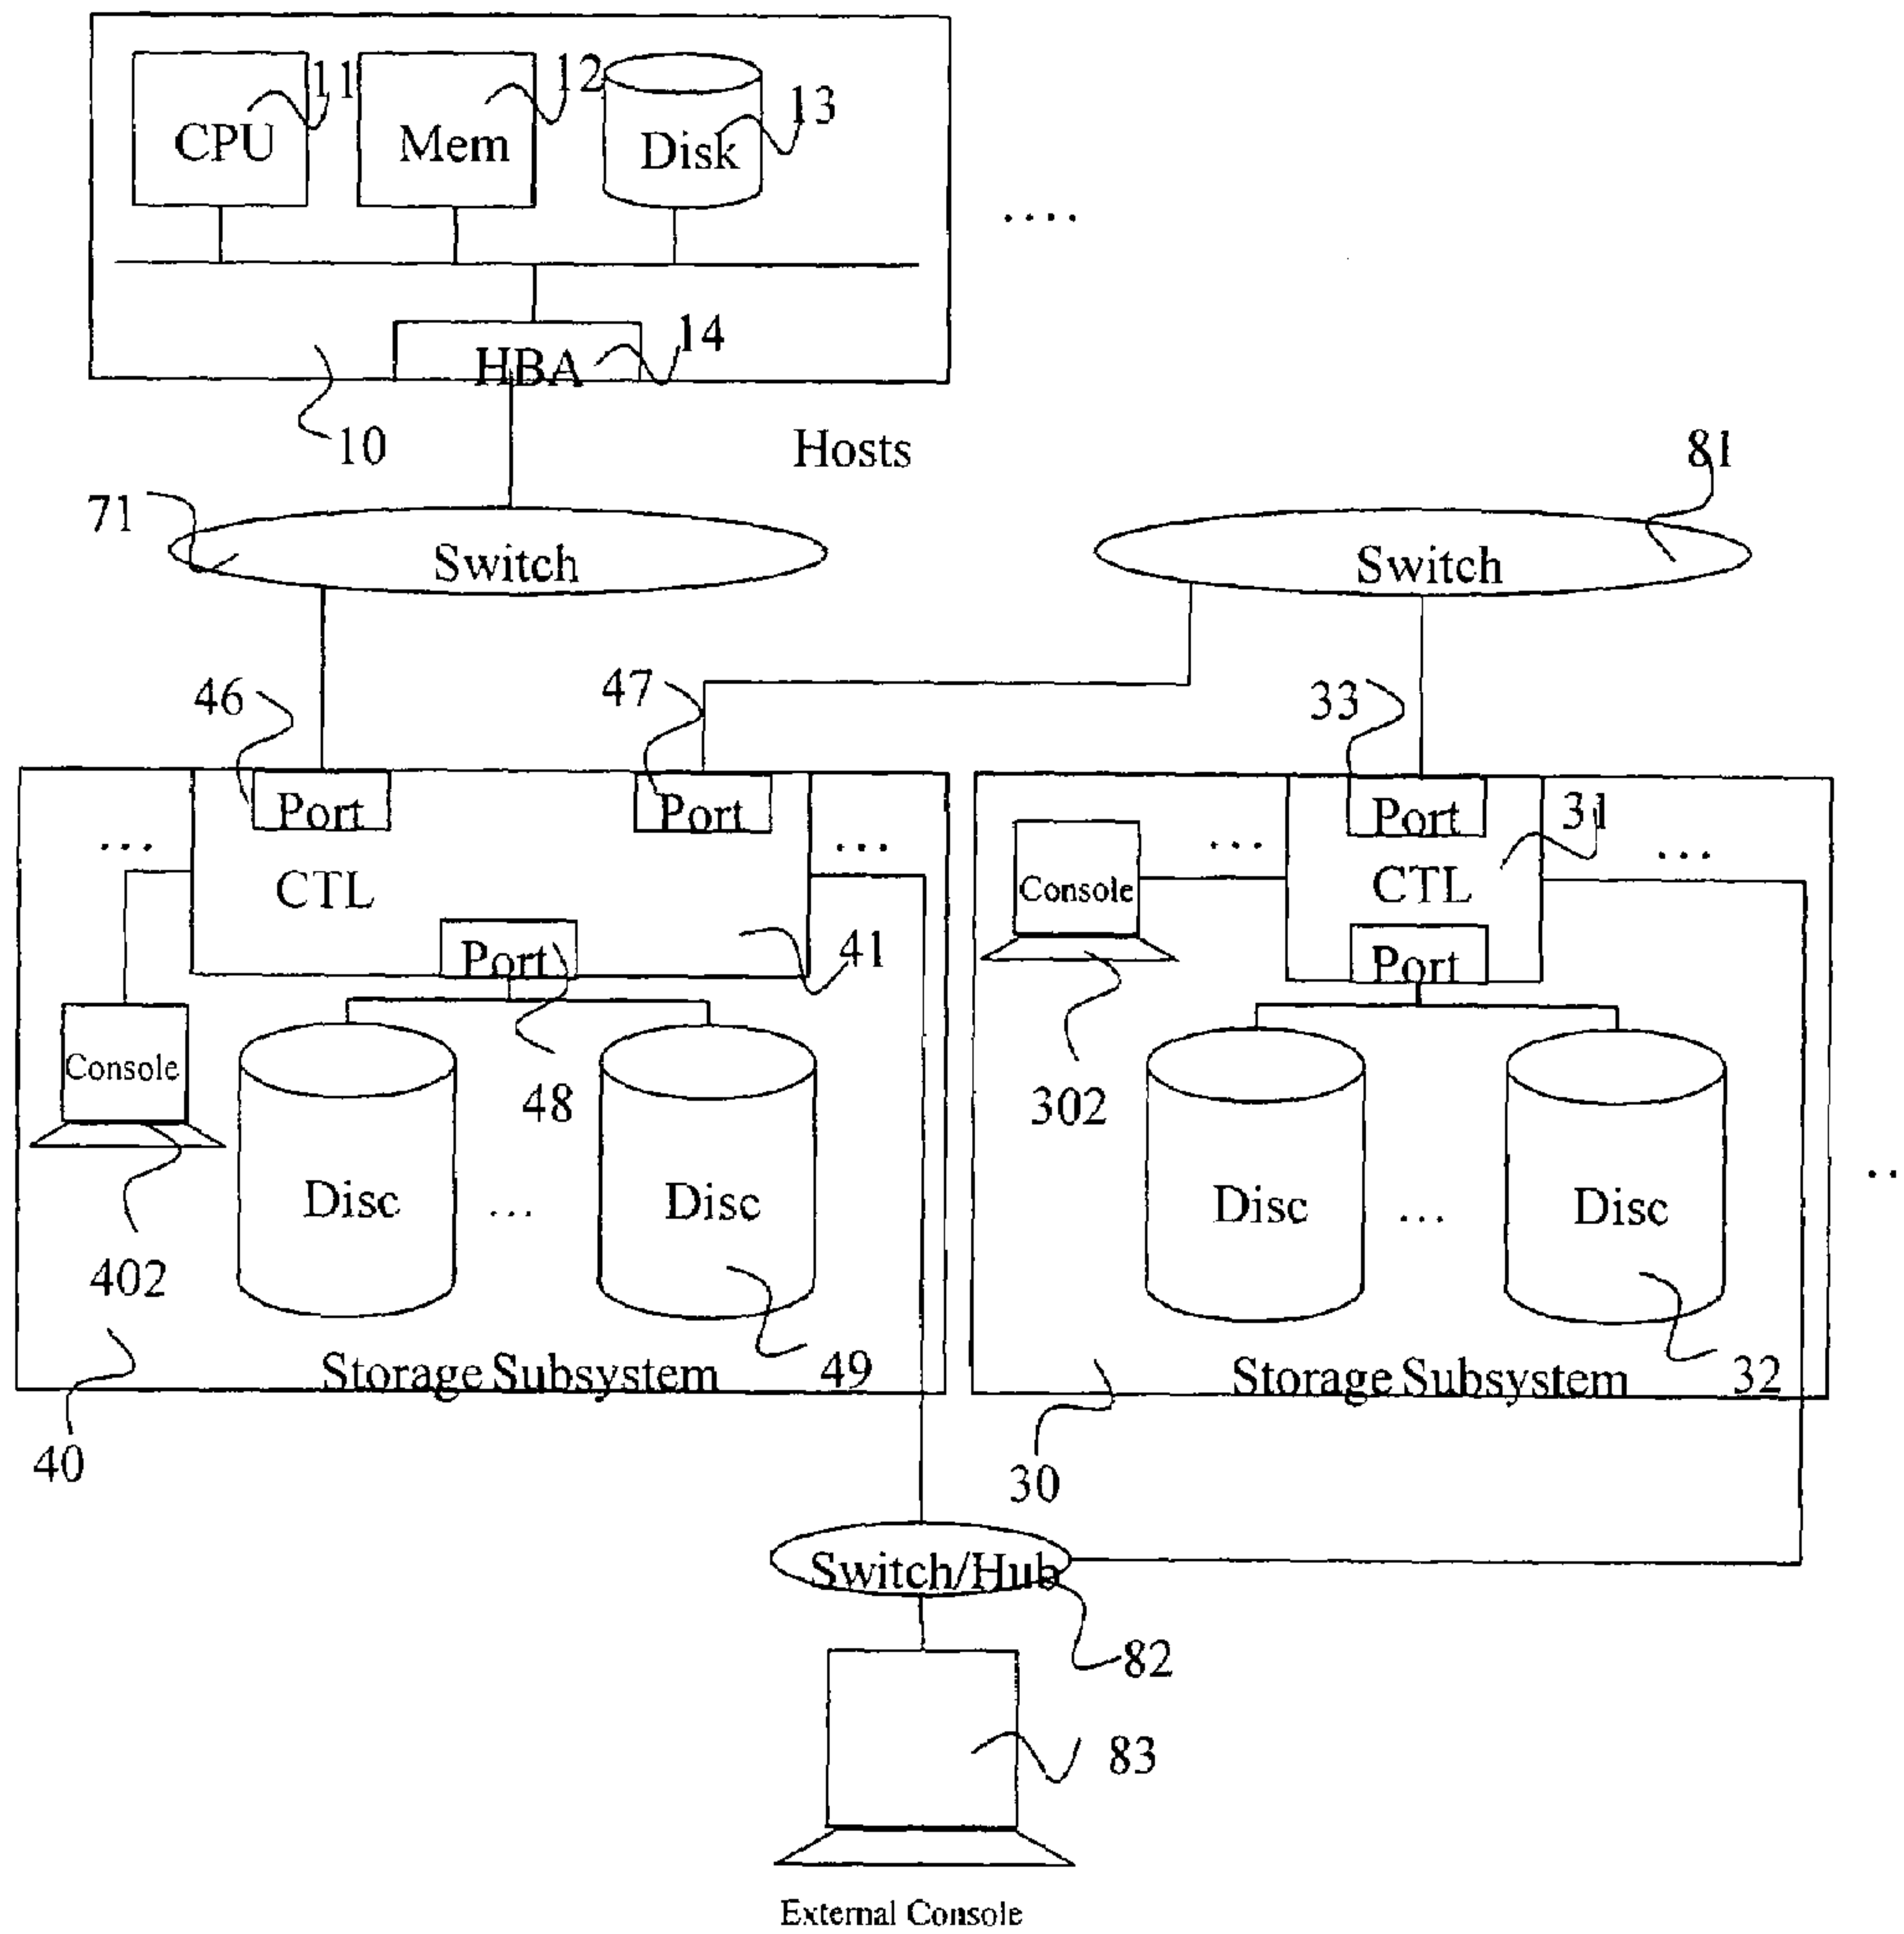 11
12
13
CPU
Mem
Disk
....
14
HBA
10
Hosts
81
71
Switch
Switch
46
47
33
Port
Port
Port
31
...
...
...
...
CTL
Console
CTL
Port
41
Port
Console
48
302
Disc
...
Disc
Disc
...
Disc
..
402
Storage Subsystem
49
Storage Subsystem
32
40
30
Switch/Hub
82
83
External Console